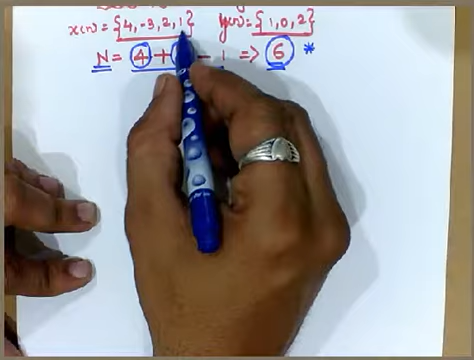 x(n) = {4, -3, 2, 1} y(n) = {1, 0, 2}
N = 4 + - 1 => 6 *